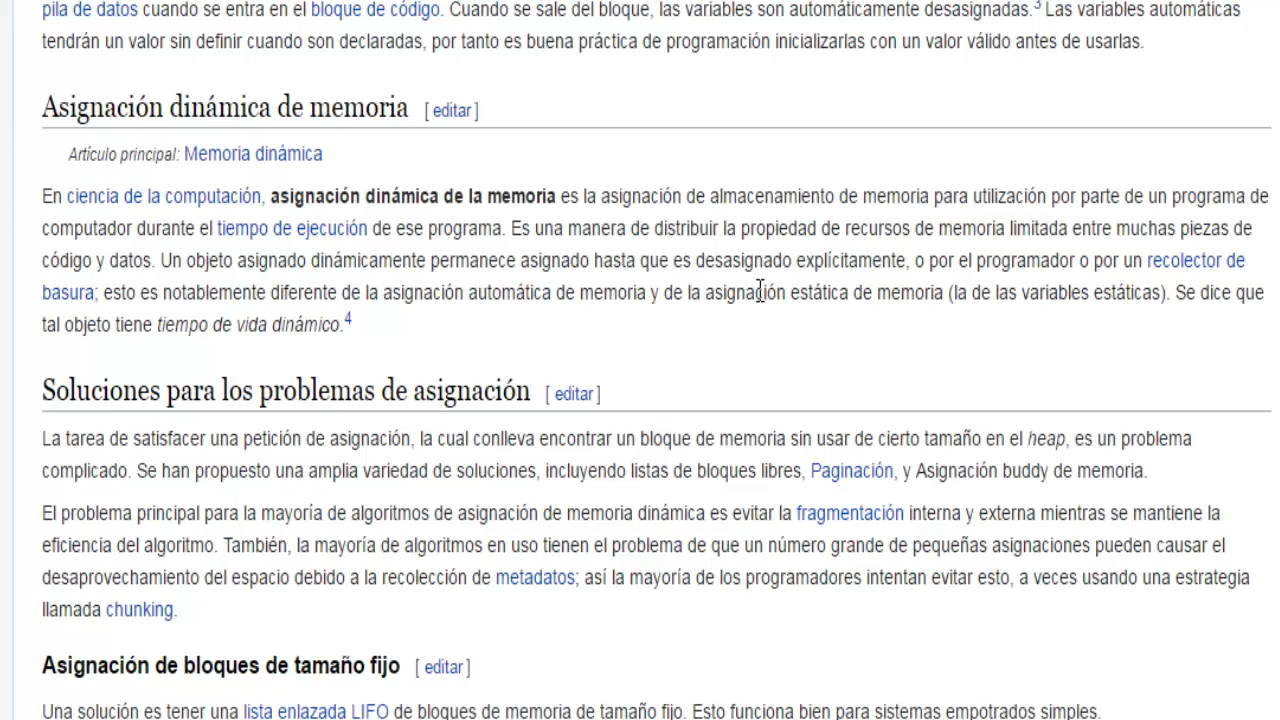 pila de datos cuando se entra en el bloque de código. Cuando se sale del bloque, las variables son automáticamente desasignadas.3 Las variables automáticas
tendrán un valor sin definir cuando son declaradas, por tanto es buena práctica de programación inicializarlas con un valor válido antes de usarlas.
Asignación dinámica de memoria [ editar ]
Artículo principal: Memoria dinámica
En ciencia de la computación, asignación dinámica de la memoria es la asignación de almacenamiento de memoria para utilización por parte de un programa de
computador durante el tiempo de ejecución de ese programa. Es una manera de distribuir la propiedad de recursos de memoria limitada entre muchas piezas de
código y datos. Un objeto asignado dinámicamente permanece asignado hasta que es desasignado explícitamente, o por el programador o por un recolector de
basura; esto es notablemente diferente de la asignación automática de memoria y de la asignación estática de memoria (la de las variables estáticas). Se dice que
tal objeto tiene tiempo de vida dinámico.4
Soluciones para los problemas de asignación [ editar ]
La tarea de satisfacer una petición de asignación, la cual conlleva encontrar un bloque de memoria sin usar de cierto tamaño en el heap, es un problema
complicado. Se han propuesto una amplia variedad de soluciones, incluyendo listas de bloques libres, Paginación, y Asignación buddy de memoria.
El problema principal para la mayoría de algoritmos de asignación de memoria dinámica es evitar la fragmentación interna y externa mientras se mantiene la
eficiencia del algoritmo. También, la mayoría de algoritmos en uso tienen el problema de que un número grande de pequeñas asignaciones pueden causar el
desaprovechamiento del espacio debido a la recolección de metadatos; así la mayoría de los programadores intentan evitar esto, a veces usando una estrategia
llamada chunking.
Asignación de bloques de tamaño fijo [ editar ]
Una solución es tener una lista enlazada LIFO de bloques de memoria de tamaño fijo. Esto funciona bien para sistemas empotrados simples.